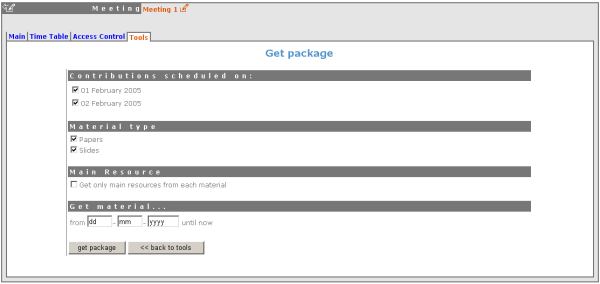 Meeting Meeting 1
Main Time Table Access Control Tools
Get package
Contributions scheduled on:
01 February 2005
02 February 2005
Material type
Papers
Slides
Main Resource
Get only main resources from each material
Get material...
from dd - mm - yyyy until now
get package << back to tools